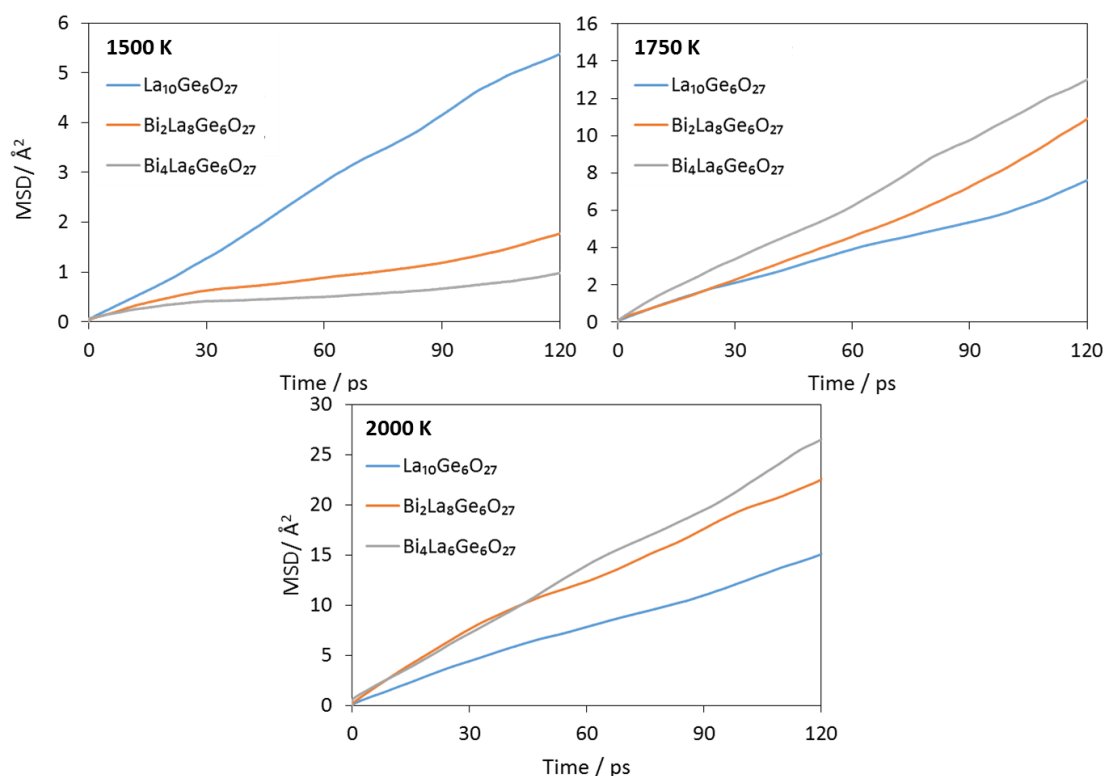 1500 K
La₁₀Ge₆O₂₇
Bi₂La₈Ge₆O₂₇
Bi₄La₆Ge₆O₂₇
MSD/ Å²
6
5
4
3
2
1
0
0 30 60 90 120
Time / ps
1750 K
La₁₀Ge₆O₂₇
Bi₂La₈Ge₆O₂₇
Bi₄La₆Ge₆O₂₇
16
14
12
10
8
6
4
2
0
0 30 60 90 120
Time / ps
2000 K
La₁₀Ge₆O₂₇
Bi₂La₈Ge₆O₂₇
Bi₄La₆Ge₆O₂₇
MSD/ Å²
30
25
20
15
10
5
0
0 30 60 90 120
Time / ps